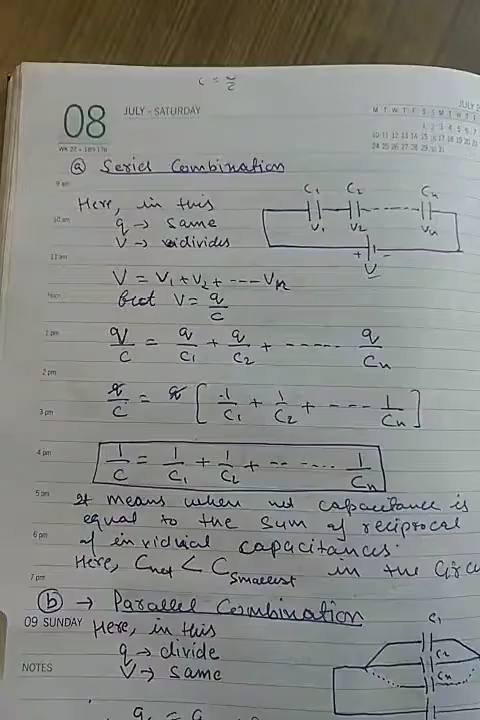 C = 
08
JULY - SATURDAY
JULY 2
M T W T F S S M T W T F S
1 2 3 4 5 6 7
10 11 12 13 14 15 16 17 18 19 20
24 25 26 27 28 29 30 31
WK 27
(a) Series Combination
9 am
Here, in this
10 am
q → same
V → divides
C1 C2 Cn
V1 V2 Vn
+ -
V
11 am
V = V1 + V2 + ---- Vn
but V = q/C
1 pm
q/C = q/C1 + q/C2 + ------ q/Cn
2 pm
q/C = q [ 1/C1 + 1/C2 + --- 1/Cn ]
3 pm
4 pm
1/C = 1/C1 + 1/C2 + ------ 1/Cn
5 pm
It means when net capacitance is
equal to the sum of reciprocal
6 pm
of invidiual capacitances.
Here, Cnet < Csmallest in the Circu
7 pm
(b) → Parallel Combination
09 SUNDAY
Here, in this
q → divide
NOTES
V → same
C1
C2
Cn